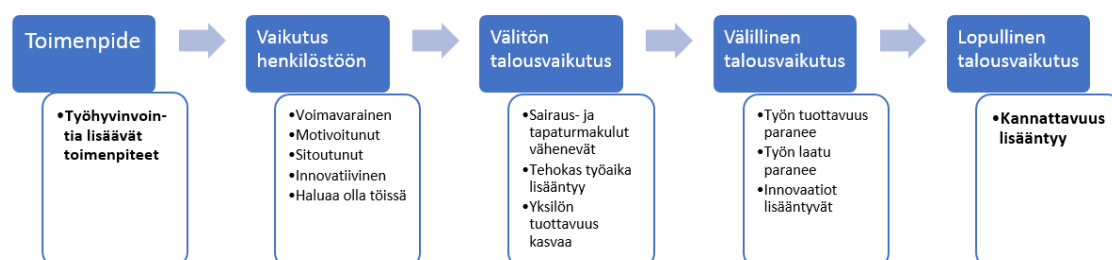 Toimenpide
•Työhyvinvoin-
tia lisäävät
toimenpiteet
Vaikutus
henkilöstöön
•Voimavarainen
•Motivoitunut
•Sitoutunut
•Innovatiivinen
•Haluaa olla töissä
Välitön
talousvaikutus
•Sairaus- ja
tapaturmakulut
vähenevät
•Tehokas työaika
lisääntyy
•Yksilön
tuottavuus
kasvaa
Välillinen
talousvaikutus
•Työn tuottavuus
paranee
•Työn laatu
paranee
•Innovaatiot
lisääntyvät
Lopullinen
talousvaikutus
•Kannattavuus
lisääntyy